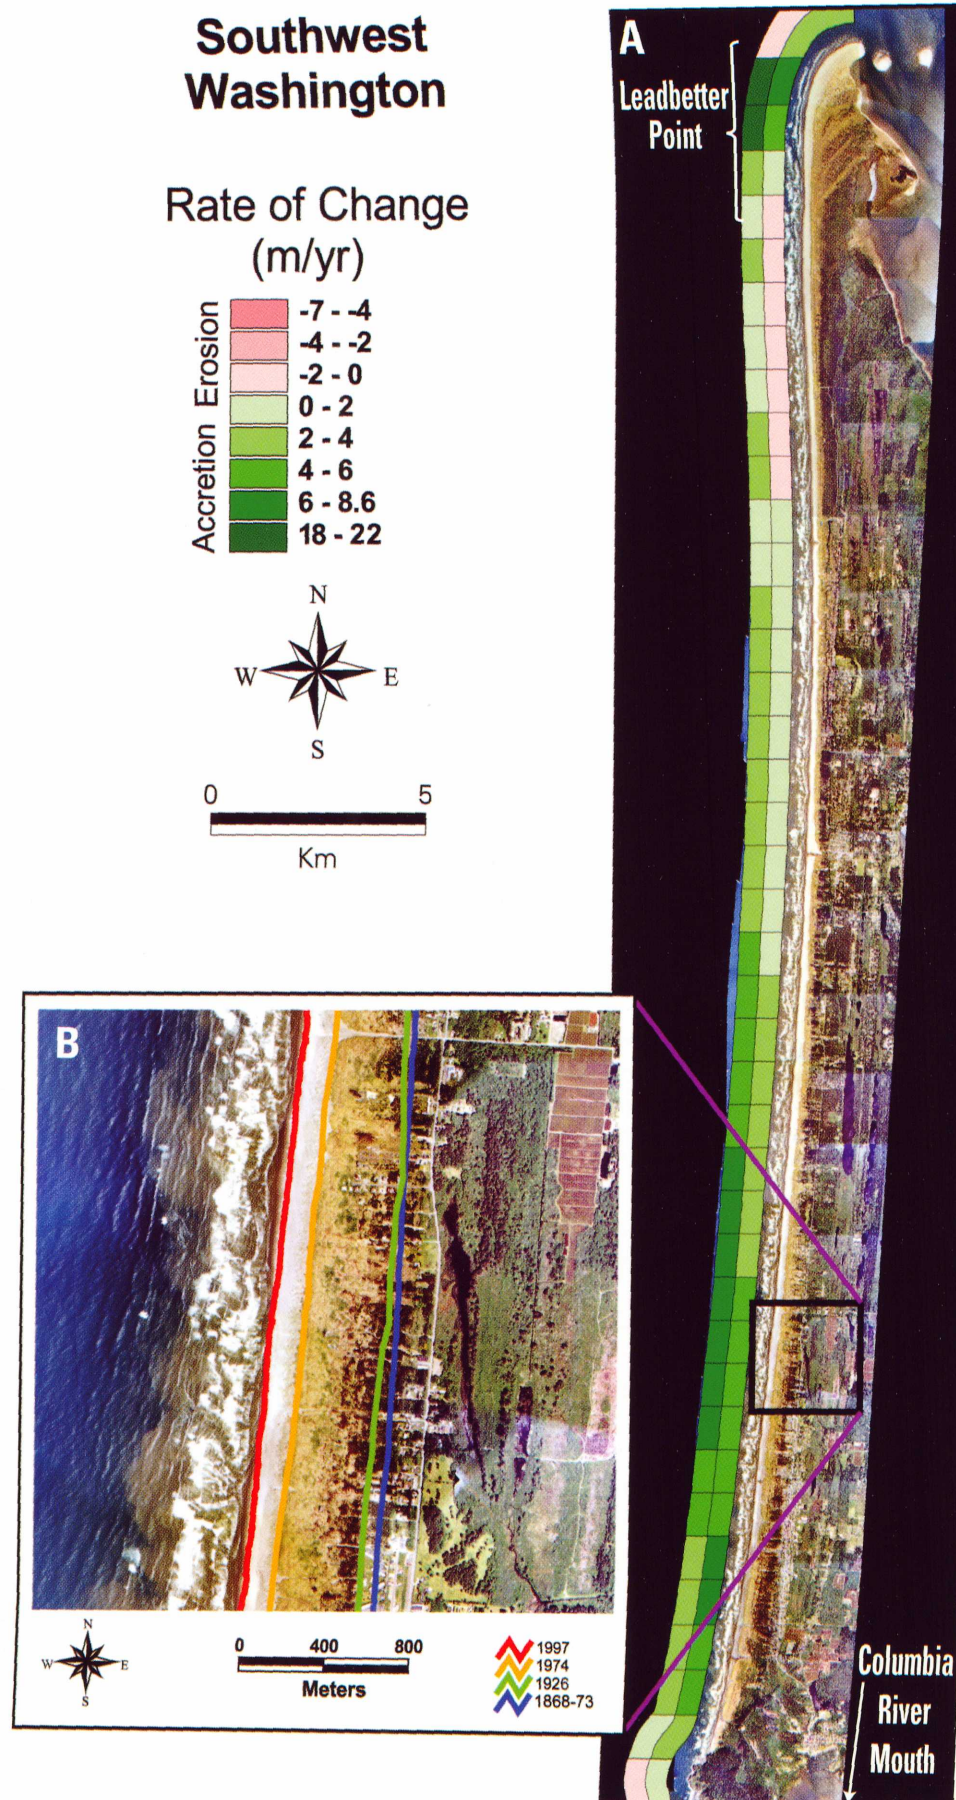 Southwest
Washington
Rate of Change
(m/yr)
Erosion
Accretion
-7 - -4
-4 - -2
-2 - 0
0 - 2
2 - 4
4 - 6
6 - 8.6
18 - 22
N
W E
S
0 5
Km
A
Leadbetter
Point
B
N
W E
S
0 400 800
Meters
1997
1974
1926
1868-73
Columbia
River
Mouth